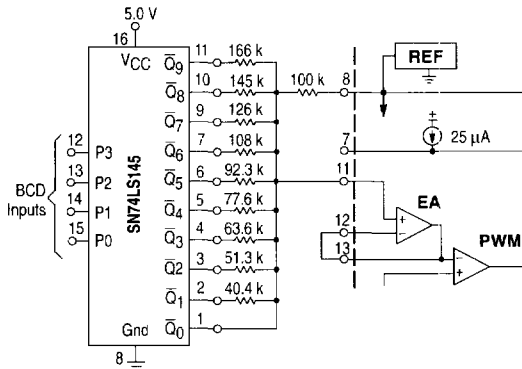 5.0 V
16
VCC
SN74LS145
BCD
Inputs
12
P3
13
P2
14
P1
15
P0
Gnd
8
Q̅9 11 166 k
Q̅8 10 145 k
Q̅7 9 126 k
Q̅6 7 108 k
Q̅5 6 92.3 k
Q̅4 5 77.6 k
Q̅3 4 63.6 k
Q̅2 3 51.3 k
Q̅1 2 40.4 k
Q̅0 1
100 k
8
REF
7
25 µA
11
EA
12
13
PWM
+
−
−
+
+